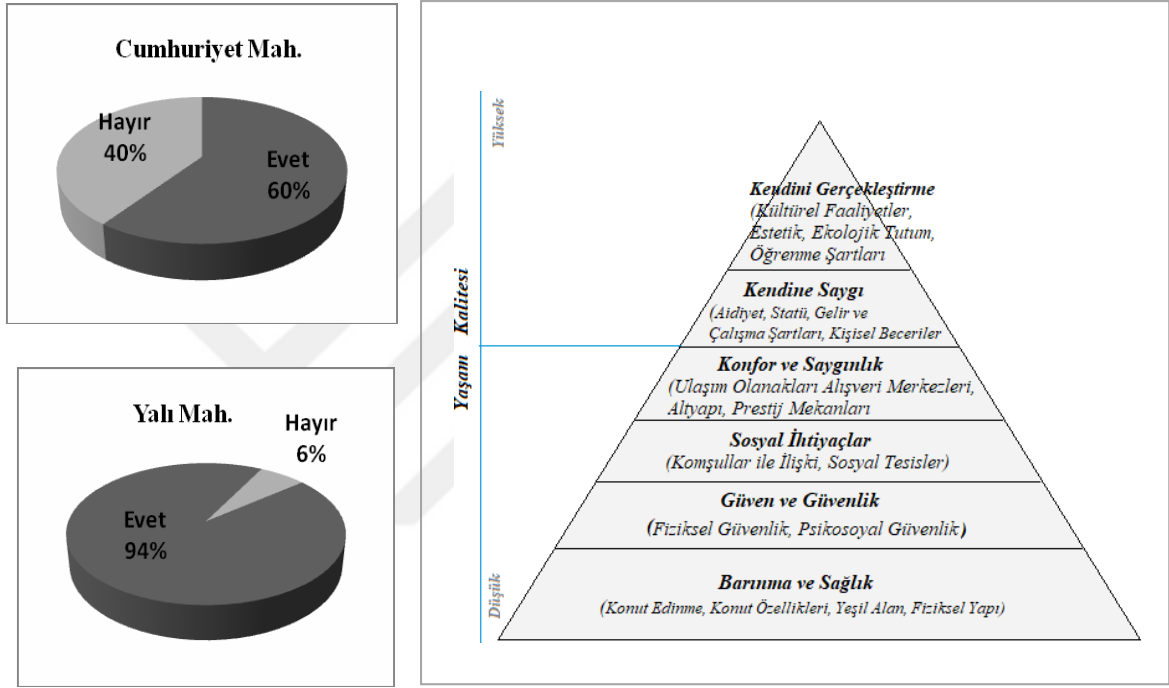 Cumhuriyet Mah.
Hayır
40%
Evet
60%
Yalı Mah.
Hayır
6%
Evet
94%
Yüksek
Yaşam Kalitesi
Düşük
Kendini Gerçekleştirme
(Kültürel Faaliyetler,
Estetik, Ekolojik Tutum,
Öğrenme Şartları
Kendine Saygı
(Aidiyet, Statü, Gelir ve
Çalışma Şartları, Kişisel Beceriler
Konfor ve Saygınlık
(Ulaşım Olanakları Alışveri Merkezleri,
Altyapı, Prestij Mekanları
Sosyal İhtiyaçlar
(Komşullar ile İlişki, Sosyal Tesisler)
Güven ve Güvenlik
(Fiziksel Güvenlik, Psikosoyal Güvenlik)
Barınma ve Sağlık
(Konut Edinme, Konut Özellikleri, Yeşil Alan, Fiziksel Yapı)